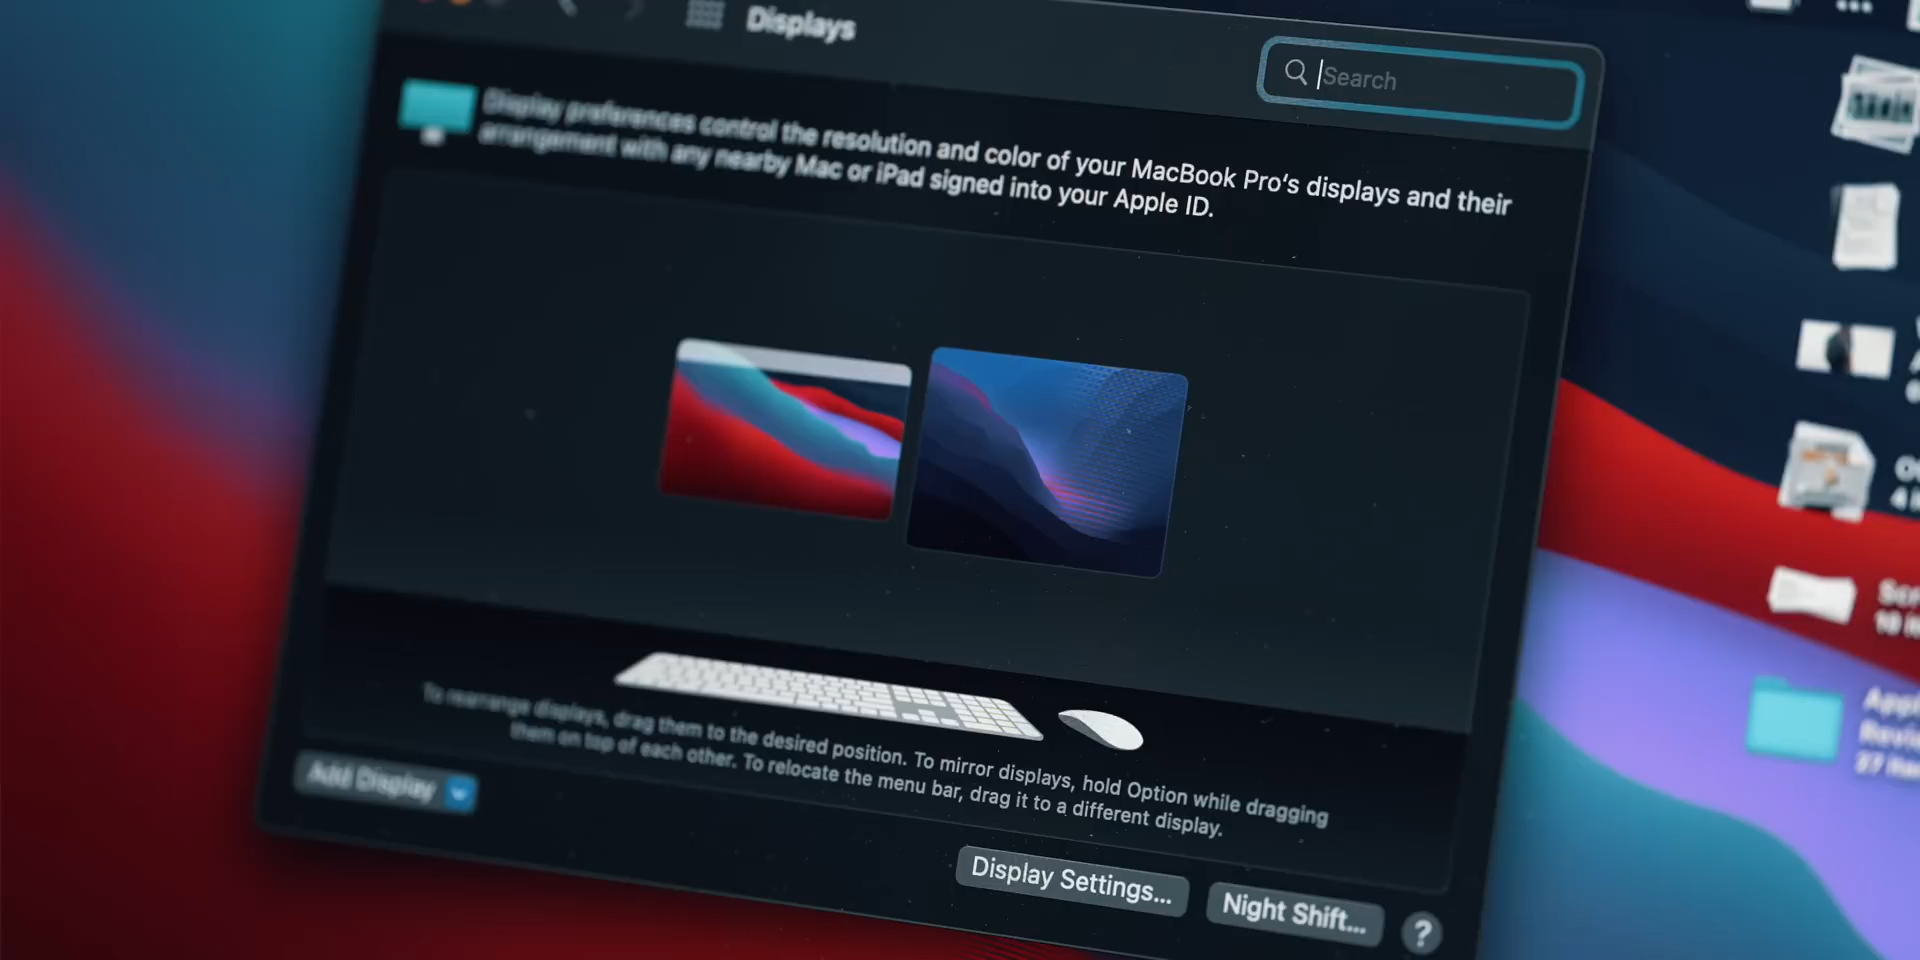 Displays
Search
Display preferences control the resolution and color of your MacBook Pro's displays and their
arrangement with any nearby Mac or iPad signed into your Apple ID.
To rearrange displays, drag them to the desired position. To mirror displays, hold Option while dragging
them on top of each other. To relocate the menu bar, drag it to a different display.
Add Display
Display Settings...
Night Shift...
?